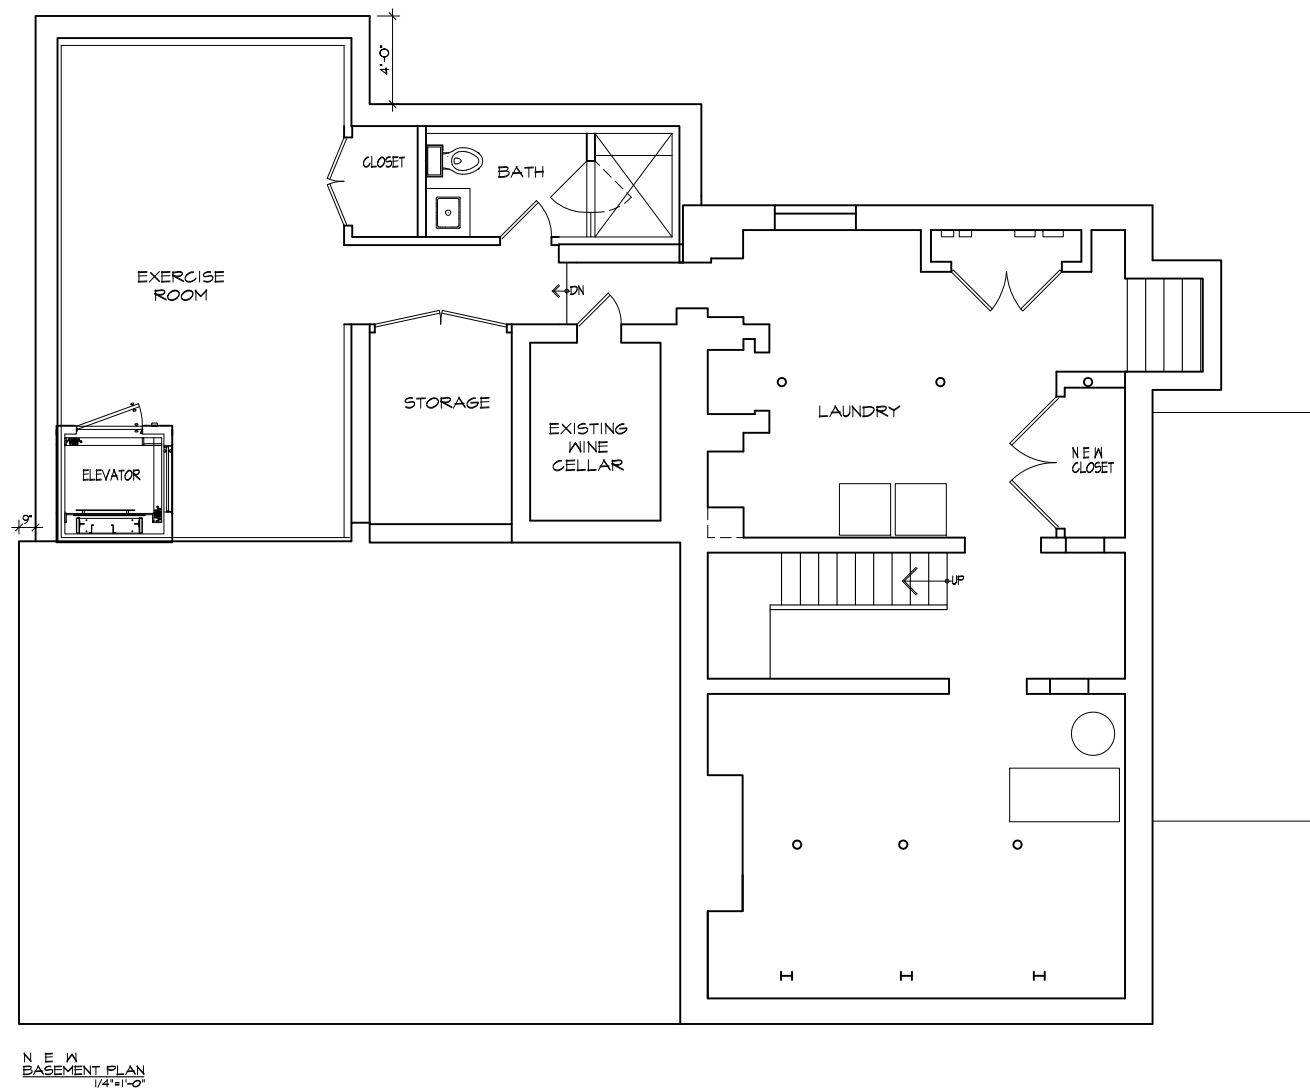 4'-0"
CLOSET
BATH
EXERCISE
ROOM
DN
STORAGE
LAUNDRY
EXISTING
WINE
CELLAR
NEW
CLOSET
ELEVATOR
9"
UP
NEW
BASEMENT PLAN
1/4"=1'-0"